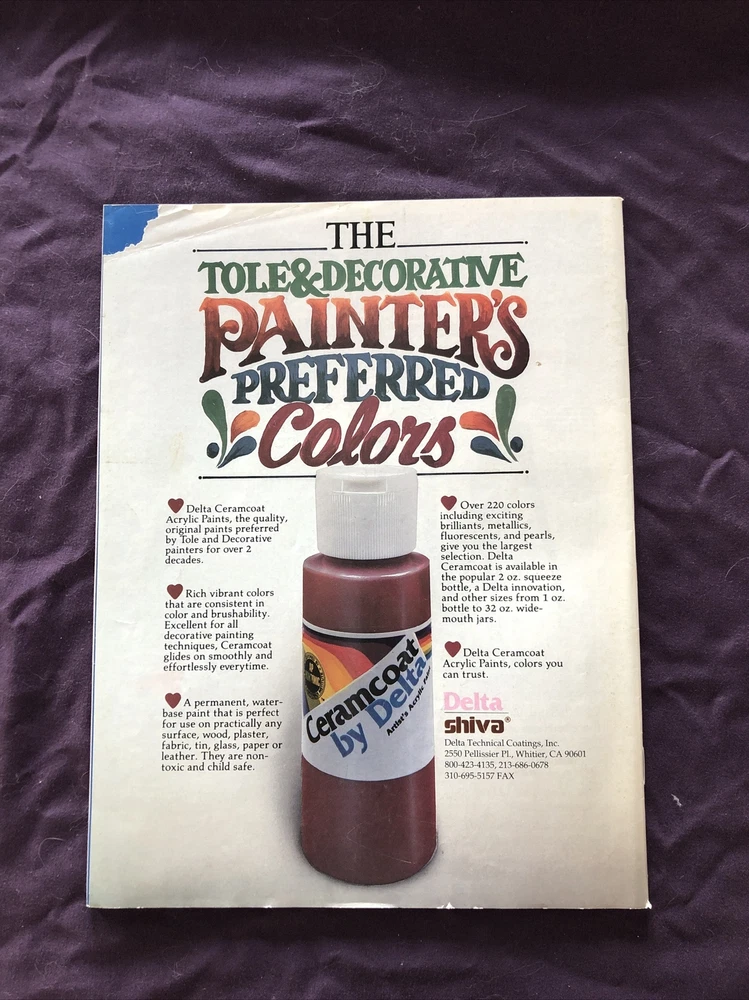 THE
TOLE&DECORATIVE
PAINTER'S
PREFERRED
Colors
Delta Ceramcoat
Acrylic Paints, the quality,
original paints preferred
by Tole and Decorative
painters for over 2
decades.
Rich vibrant colors
that are consistent in
color and brushability.
Excellent for all
decorative painting
techniques, Ceramcoat
glides on smoothly and
effortlessly everytime.
A permanent, water-
base paint that is perfect
for use on practically any
surface, wood, plaster,
fabric, tin, glass, paper or
leather. They are non-
toxic and child safe.
Ceramcoat
by Delta
Artist's Acrylic
Over 220 colors
including exciting
brilliants, metallics,
fluorescents, and pearls,
give you the largest
selection. Delta
Ceramcoat is available in
the popular 2 oz. squeeze
bottle, a Delta innovation,
and other sizes from 1 oz.
bottle to 32 oz. wide-
mouth jars.
Delta Ceramcoat
Acrylic Paints, colors you
can trust.
Delta
shiva®
Delta Technical Coatings, Inc.
2550 Pellissier Pl., Whitier, CA 90601
800-423-4135, 213-686-0678
310-695-5157 FAX